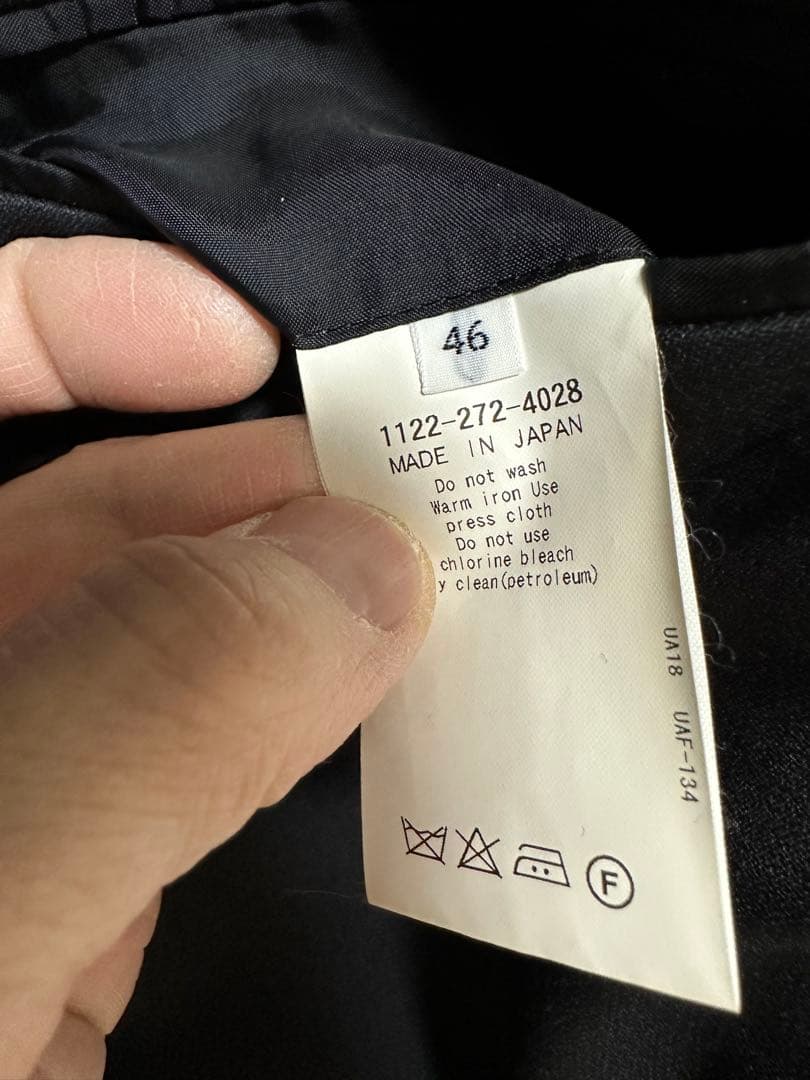 46
1122-272-4028
MADE IN JAPAN
Do not wash
Warm iron Use
press cloth
Do not use
chlorine bleach
y clean(petroleum)
UA18 UAF-134
F